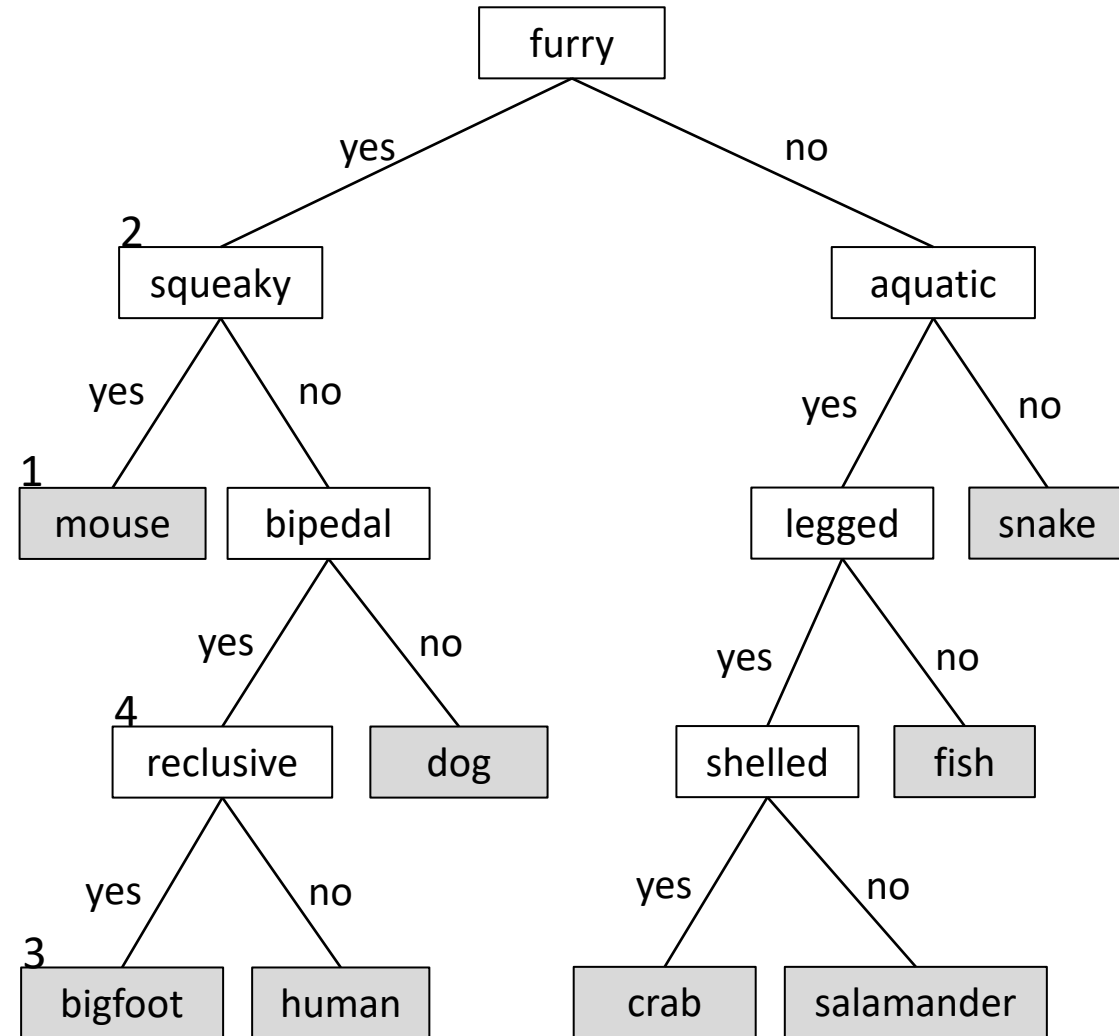 furry
yes no
2
squeaky aquatic
yes no yes no
1
mouse bipedal legged snake
yes no yes no
4
reclusive dog shelled fish
yes no yes no
3
bigfoot human crab salamander